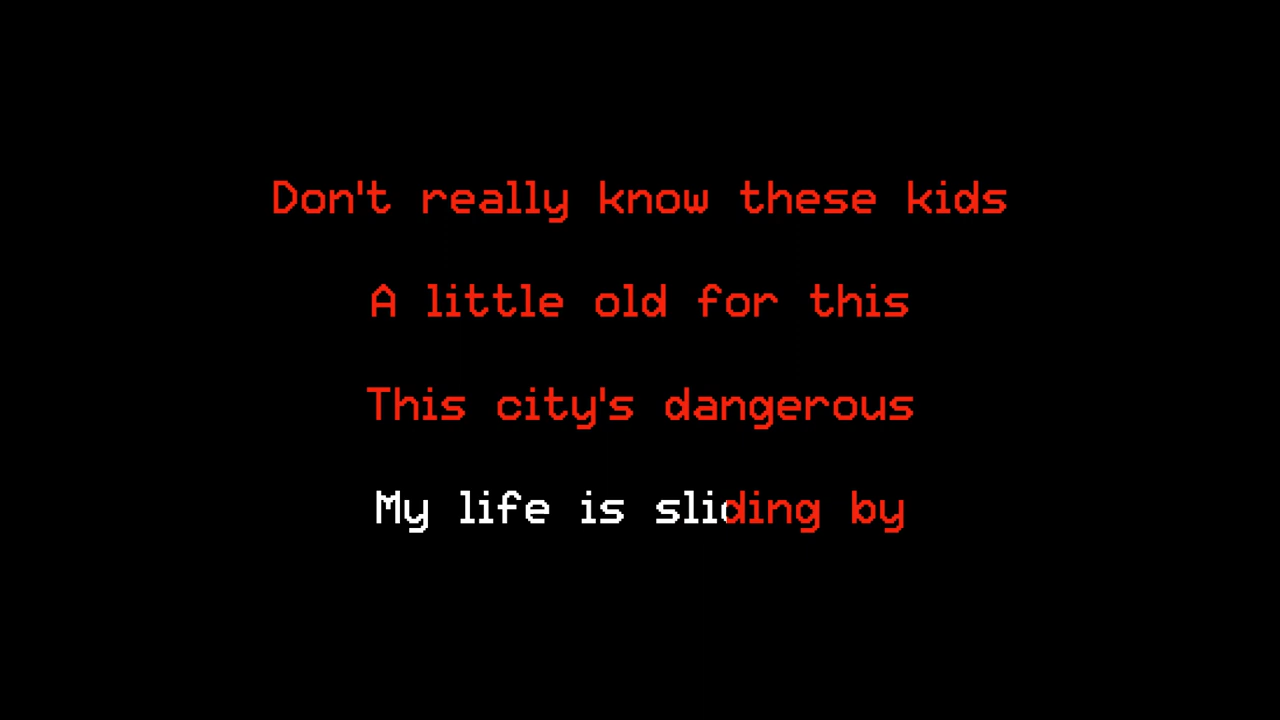 Don't really know these kids
A little old for this
This city's dangerous
My life is sliding by